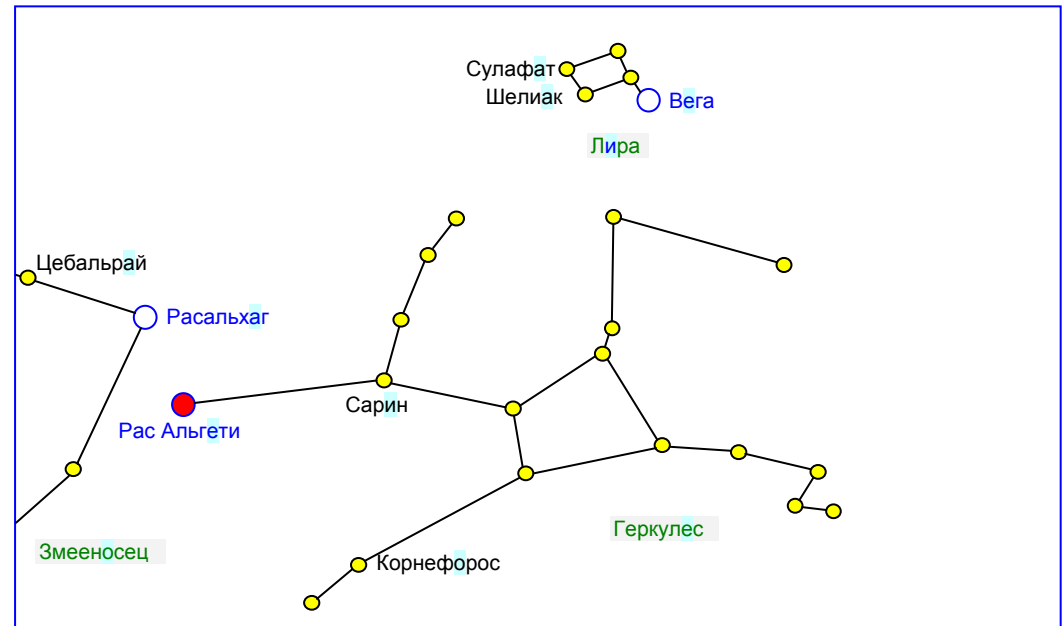 Сулафат
Шелиак
Вега
Лира
Цебальрай
Расальхаг
Сарин
Рас Альгети
Геркулес
Змееносец
Корнефорос